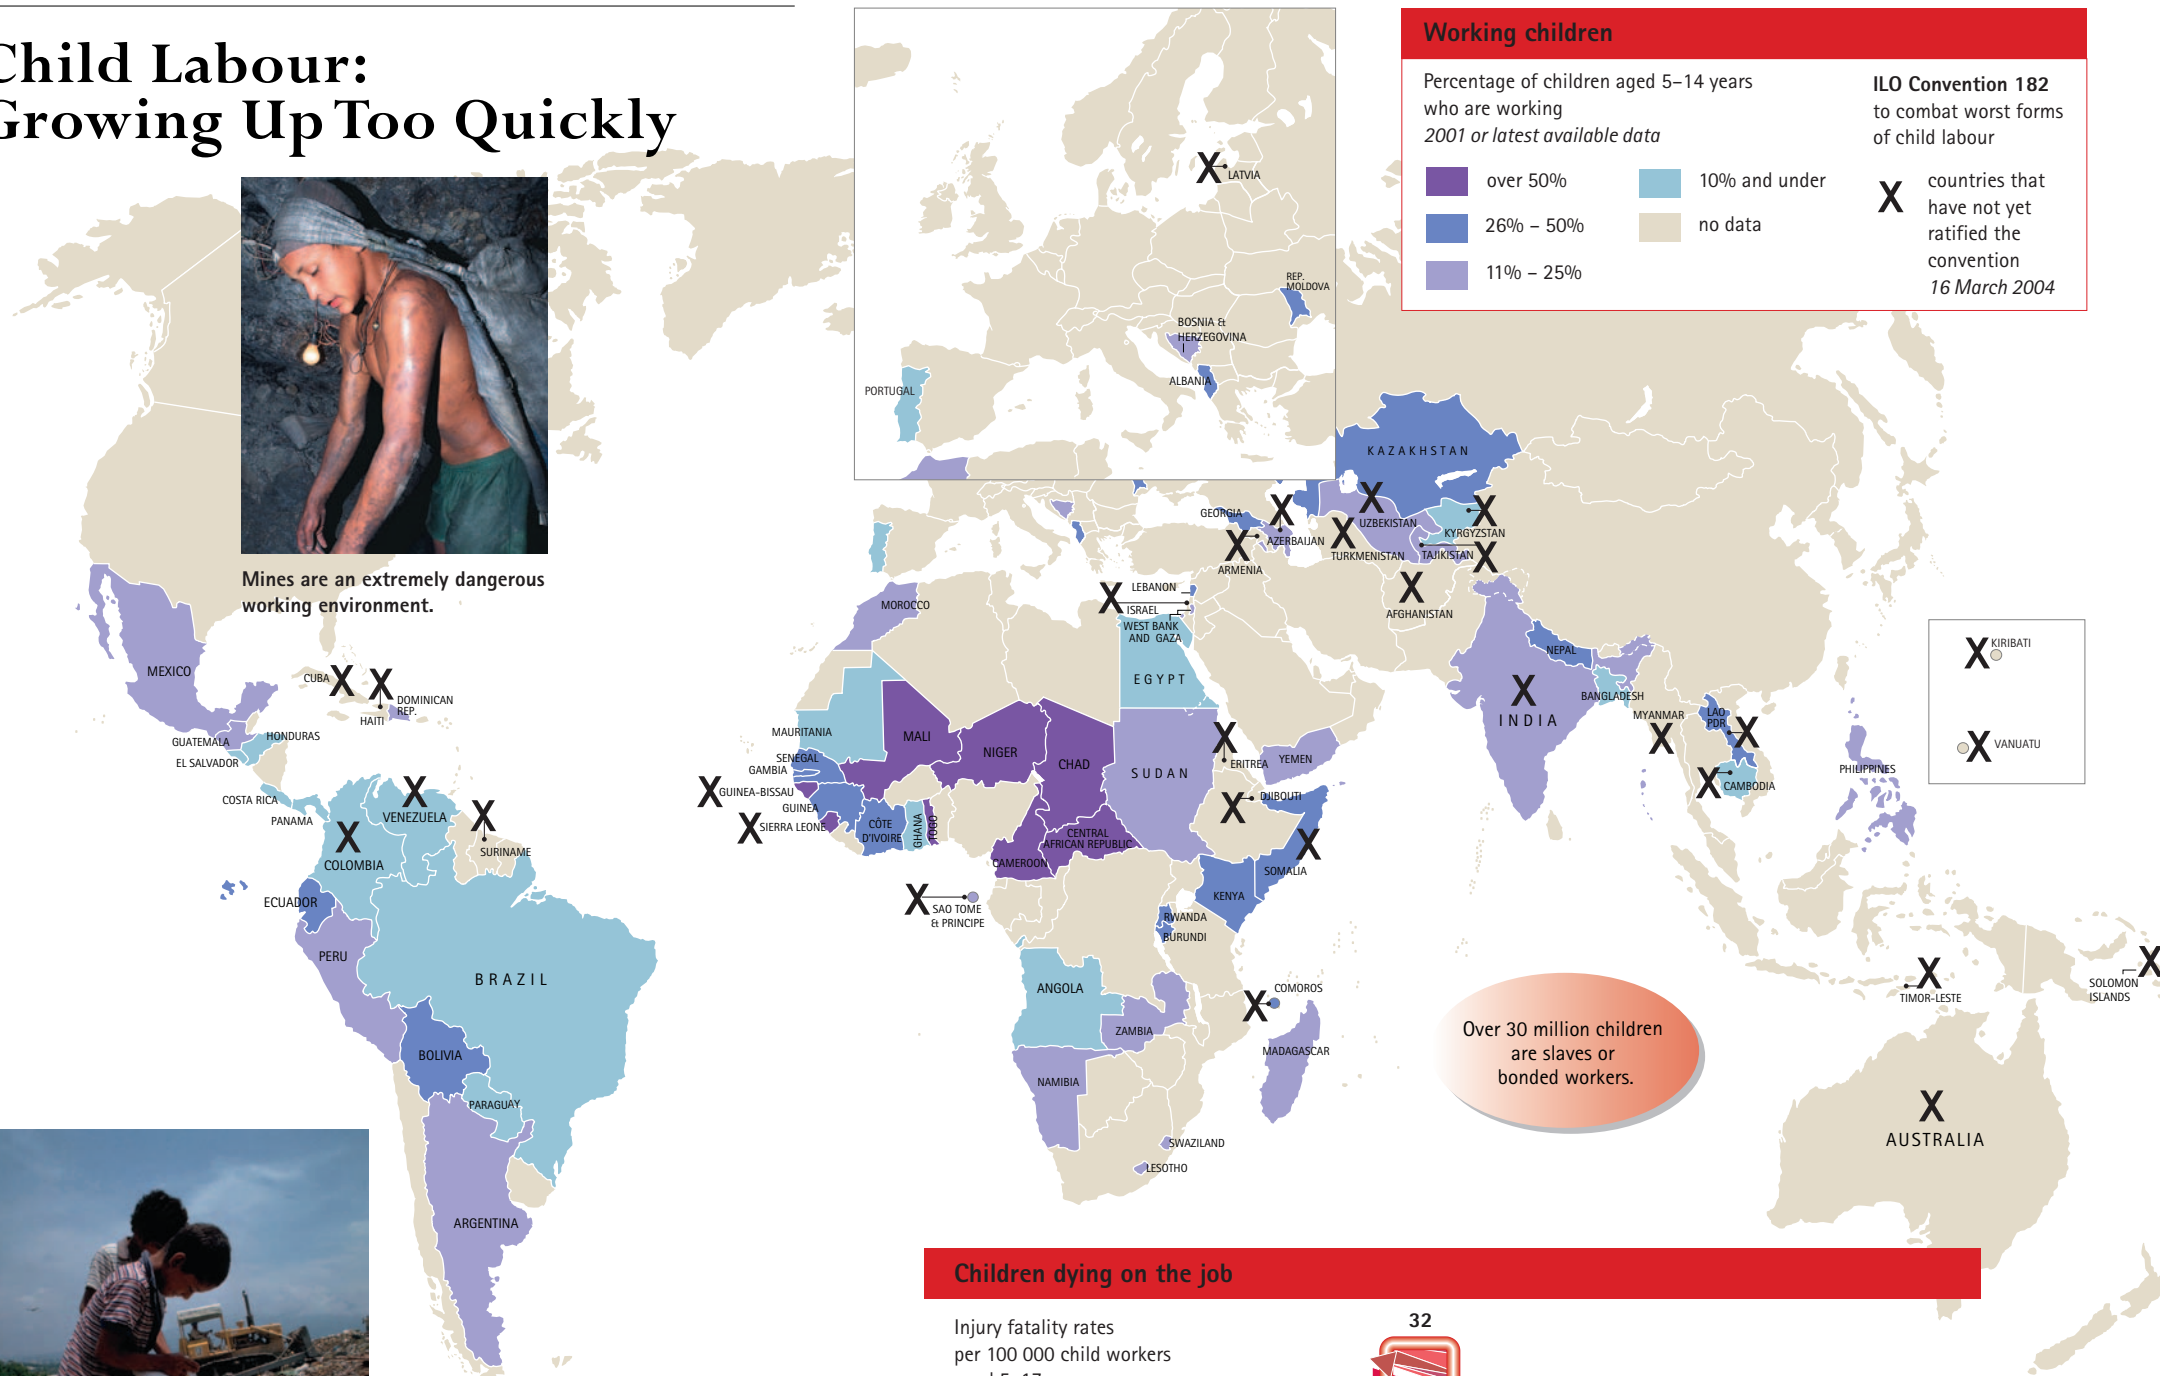 Child Labour:
Growing Up Too Quickly
Mines are an extremely dangerous
working environment.
Working children
Percentage of children aged 5–14 years
who are working
2001 or latest available data
over 50%
26% – 50%
11% – 25%
10% and under
no data
ILO Convention 182
to combat worst forms
of child labour
X
countries that
have not yet
ratified the
convention
16 March 2004
X
LATVIA
REP.
MOLDOVA
BOSNIA &
HERZEGOVINA
ALBANIA
PORTUGAL
KAZAKHSTAN
GEORGIA
X
AZERBAIJAN
X
ARMENIA
X
UZBEKISTAN
X
TURKMENISTAN
X
KYRGYZSTAN
TAJIKISTAN
X
X
AFGHANISTAN
LEBANON
X
ISRAEL
WEST BANK
AND GAZA
MOROCCO
EGYPT
MEXICO
CUBA
X
X
HAITI
DOMINICAN
REP.
GUATEMALA
HONDURAS
EL SALVADOR
COSTA RICA
PANAMA
X
VENEZUELA
X
COLOMBIA
X
SURINAME
ECUADOR
PERU
BRAZIL
BOLIVIA
PARAGUAY
ARGENTINA
MAURITANIA
MALI
NIGER
CHAD
SUDAN
SENEGAL
GAMBIA
X
GUINEA-BISSAU
GUINEA
X
SIERRA LEONE
CÔTE
D'IVOIRE
GHANA
TOGO
CAMEROON
CENTRAL
AFRICAN REPUBLIC
X
ERITREA
YEMEN
X
DJIBOUTI
X
SOMALIA
KENYA
RWANDA
BURUNDI
X
SAO TOME
& PRINCIPE
ANGOLA
ZAMBIA
NAMIBIA
X
COMOROS
MADAGASCAR
SWAZILAND
LESOTHO
NEPAL
X
INDIA
BANGLADESH
MYANMAR
X
LAO
PDR
X
X
CAMBODIA
PHILIPPINES
X
KIRIBATI
X
VANUATU
X
TIMOR-LESTE
X
SOLOMON
ISLANDS
X
AUSTRALIA
Over 30 million children
are slaves or
bonded workers.
Children dying on the job
Injury fatality rates
per 100 000 child workers
32